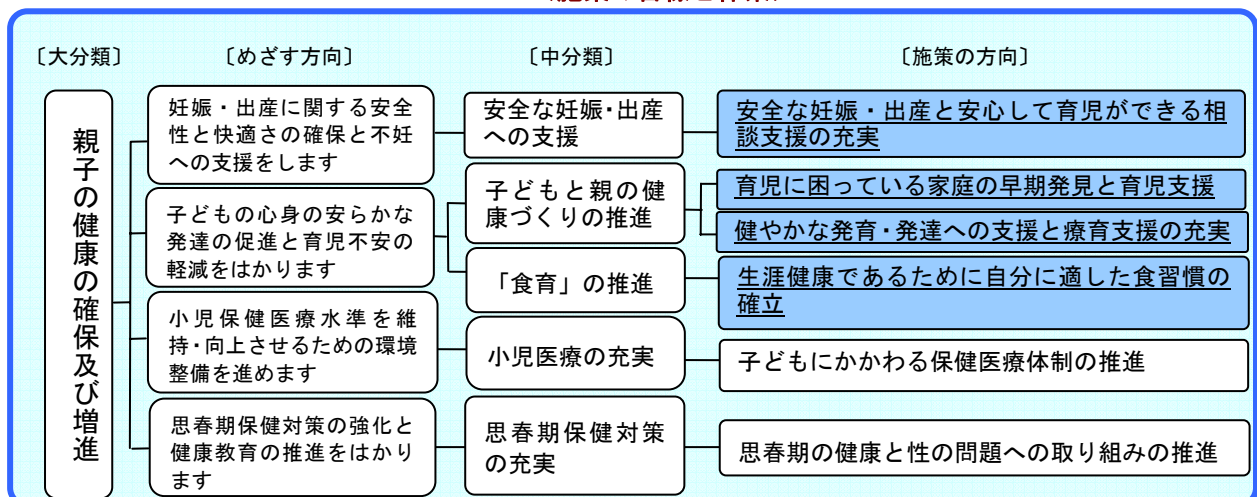 〔大分類〕 〔めざす方向〕 〔中分類〕 〔施策の方向〕
親子の健康の確保及び増進
妊娠・出産に関する安全
性と快適さの確保と不妊
への支援をします
安全な妊娠・出産
への支援
安全な妊娠・出産と安心して育児ができる相
談支援の充実
子どもの心身の安らかな
発達の促進と育児不安の
軽減をはかります
子どもと親の健
康づくりの推進
育児に困っている家庭の早期発見と育児支援
健やかな発育・発達への支援と療育支援の充実
「食育」の推進
生涯健康であるために自分に適した食習慣の
確立
小児保健医療水準を維
持・向上させるための環境
整備を進めます
小児医療の充実
子どもにかかわる保健医療体制の推進
思春期保健対策の強化と
健康教育の推進をはかり
ます
思春期保健対策
の充実
思春期の健康と性の問題への取り組みの推進